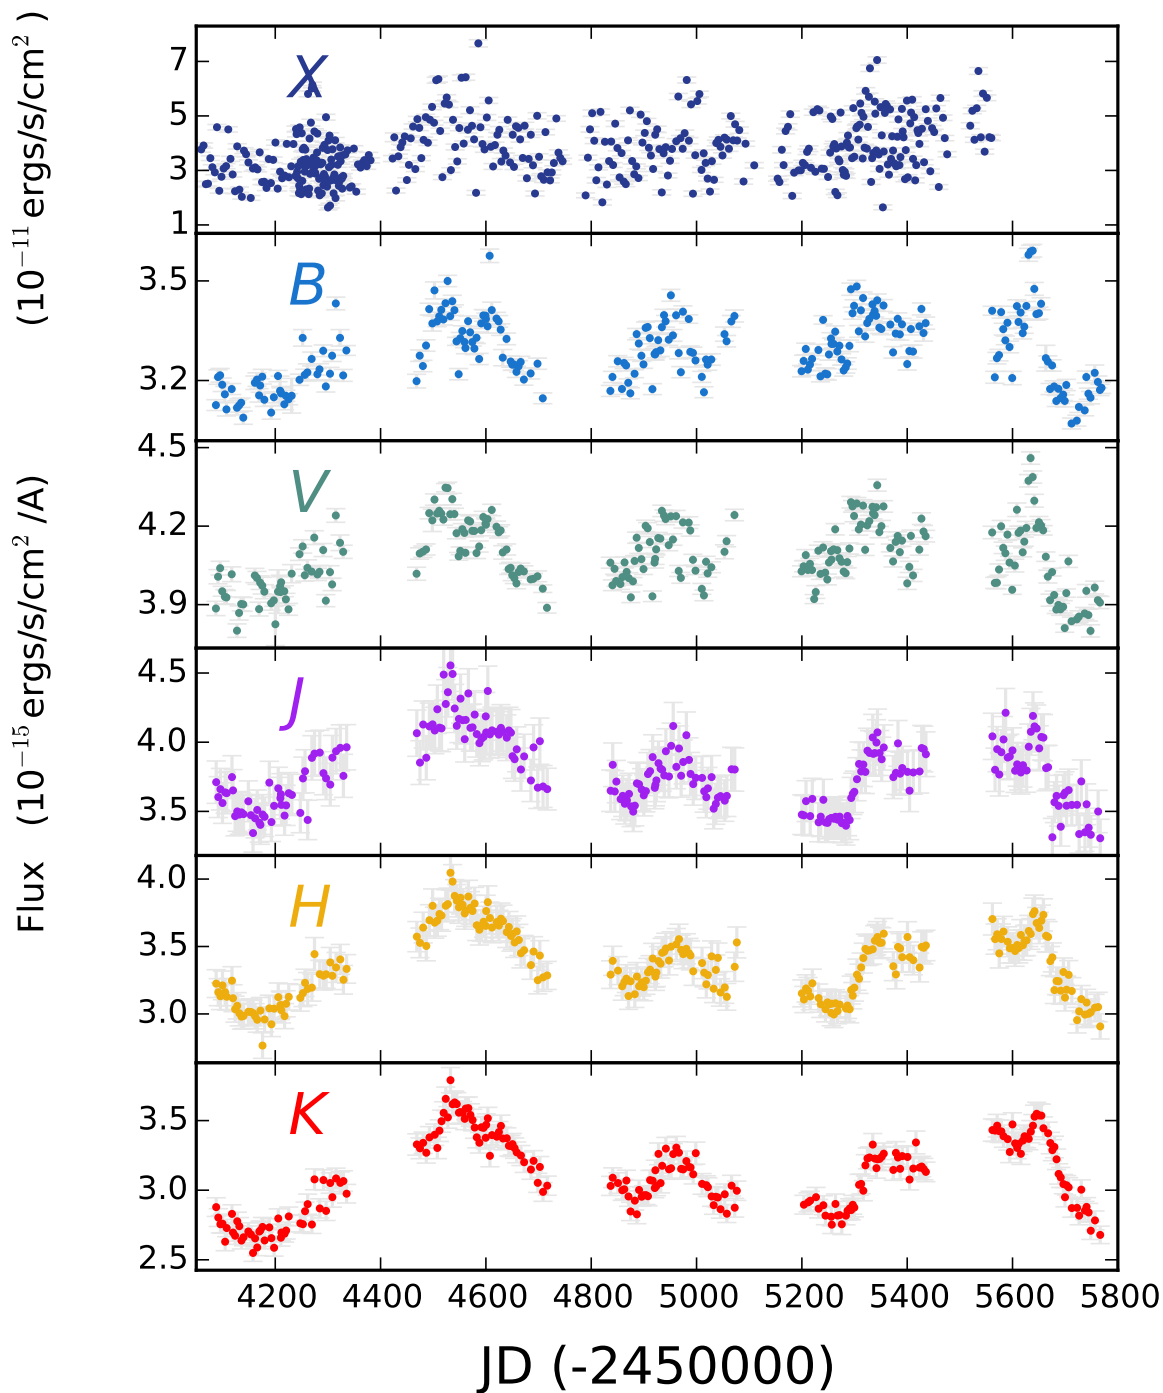 (10⁻¹¹ ergs/s/cm² )
Flux (10⁻¹⁵ ergs/s/cm² /A)
X
7
5
3
1
B
3.5
3.2
V
4.5
4.2
3.9
J
4.5
4.0
3.5
H
4.0
3.5
3.0
K
3.5
3.0
2.5
4200 4400 4600 4800 5000 5200 5400 5600 5800
JD (-2450000)